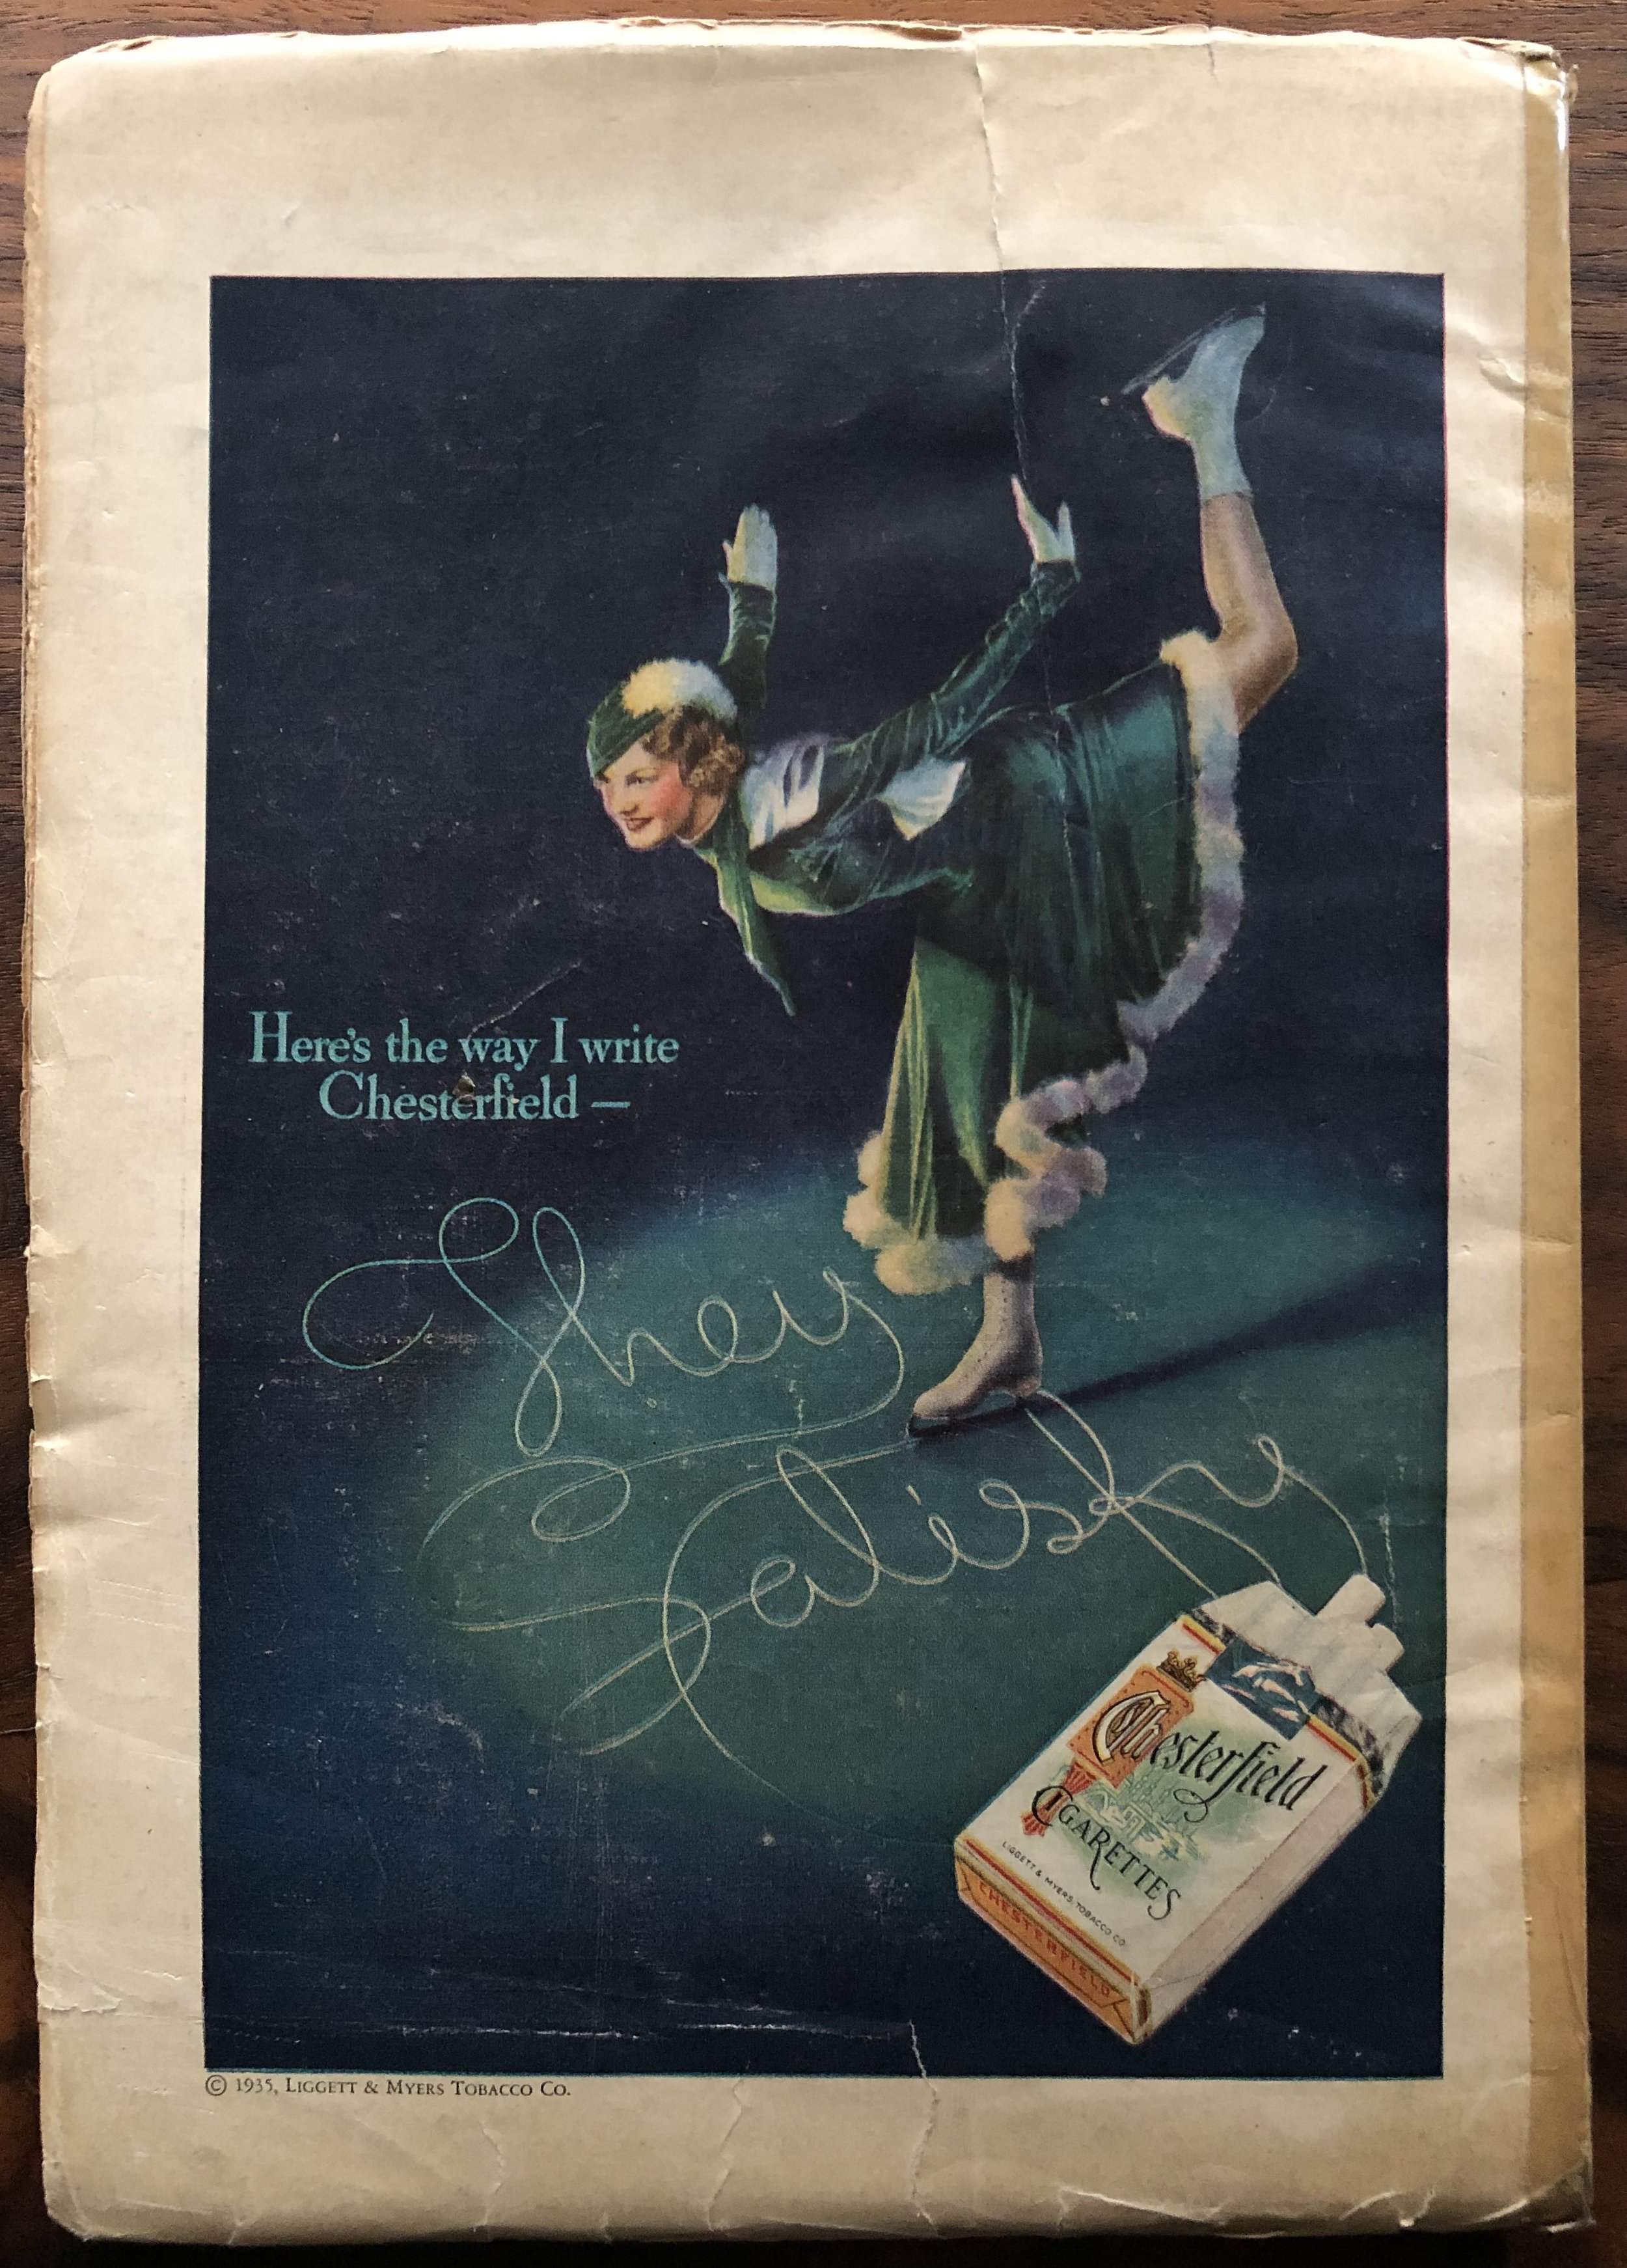 Here's the way I write
Chesterfield —
They
Satisfy
Chesterfield
CIGARETTES
LIGGETT & MYERS TOBACCO CO.
CHESTERFIELD
© 1935, LIGGETT & MYERS TOBACCO CO.